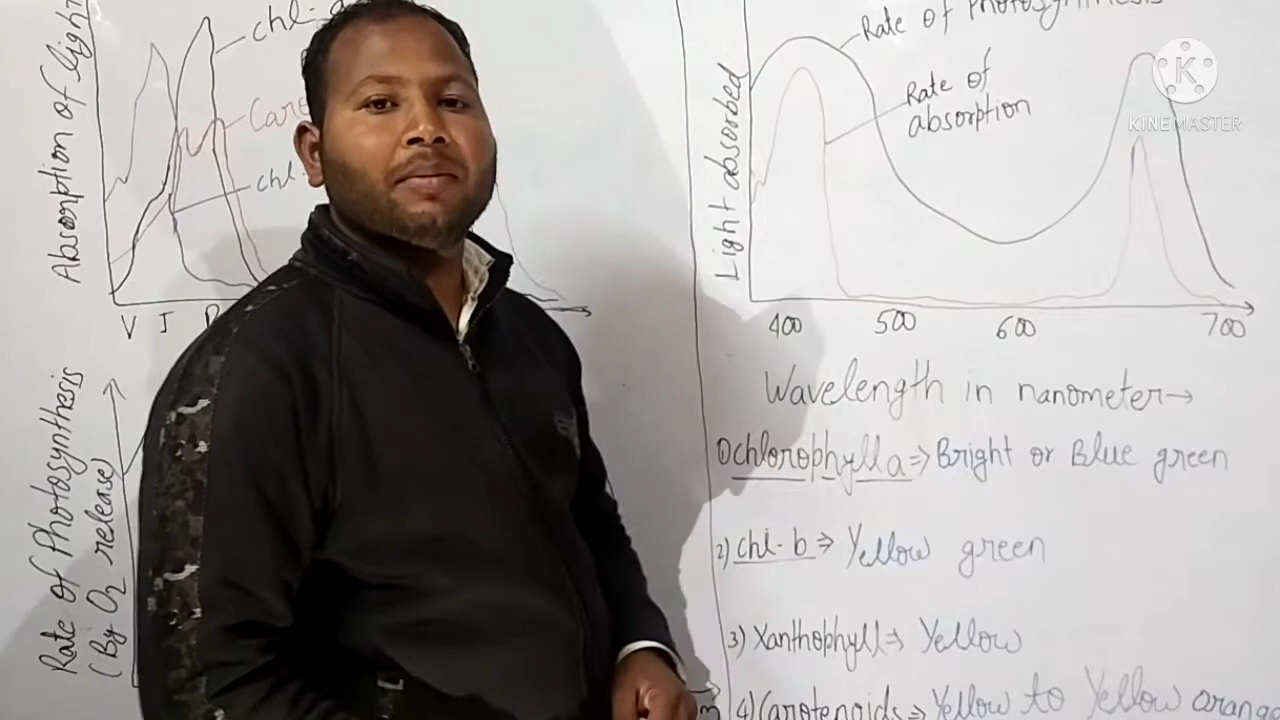 Absorption of light
chl-a
Caro
chl-
V I B
Rate of Photosynthesis
(By O2 release)
Rate of Photosynthesis
Rate of
absorption
Light absorbed
400 500 600 700
Wavelength in nanometer→
1) chlorophyll a⇒ Bright or Blue green
2) chl-b ⇒ Yellow green
3) Xanthophyll⇒ Yellow
4) Carotenoids ⇒ Yellow to Yellow orange
K
KINEMASTER